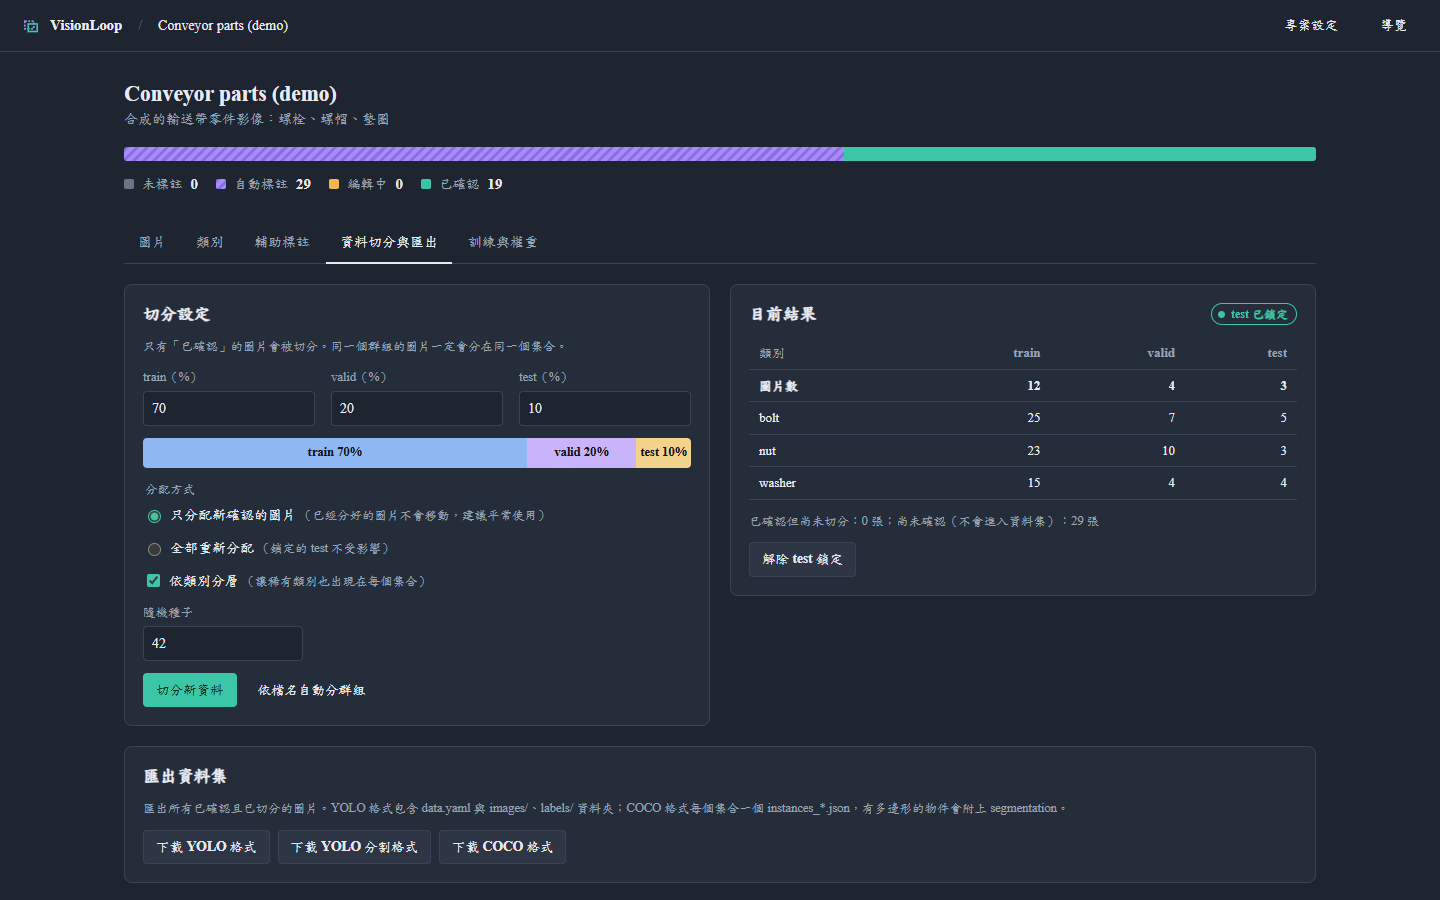 VisionLoop / Conveyor parts (demo) 專案設定 導覽
Conveyor parts (demo)
合成的輸送帶零件影像：螺栓、螺帽、墊圈
未標註 0 自動標註 29 編輯中 0 已確認 19
圖片 類別 輔助標註 資料切分與匯出 訓練與權重
切分設定
只有「已確認」的圖片會被切分。同一個群組的圖片一定會分在同一個集合。
train（%） valid（%） test（%）
70 20 10
train 70% valid 20% test 10%
分配方式
只分配新確認的圖片（已經分好的圖片不會移動，建議平常使用）
全部重新分配（鎖定的 test 不受影響）
依類別分層（讓稀有類別也出現在每個集合）
隨機種子
42
切分新資料 依檔名自動分群組
目前結果 test 已鎖定
類別 train valid test
圖片數 12 4 3
bolt 25 7 5
nut 23 10 3
washer 15 4 4
已確認但尚未切分：0 張；尚未確認（不會進入資料集）：29 張
解除 test 鎖定
匯出資料集
匯出所有已確認且已切分的圖片。YOLO 格式包含 data.yaml 與 images/、labels/ 資料夾；COCO 格式每個集合一個 instances_*.json，有多邊形的物件會附上 segmentation。
下載 YOLO 格式 下載 YOLO 分割格式 下載 COCO 格式